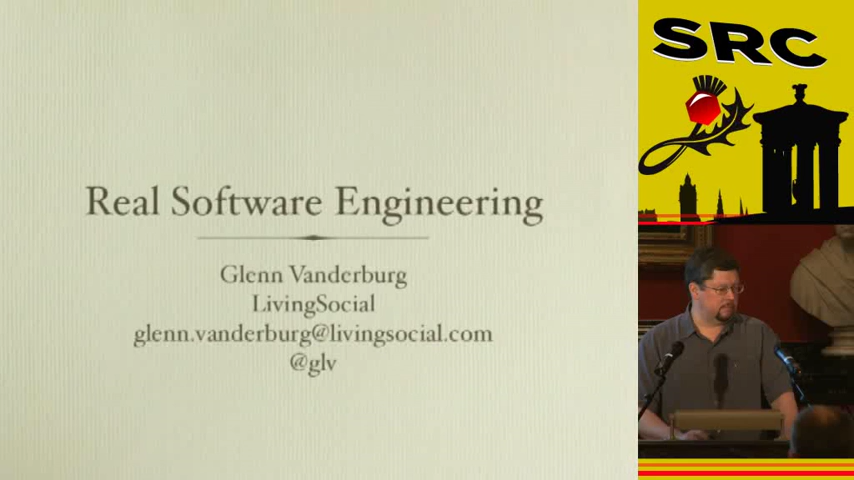 Real Software Engineering
Glenn Vanderburg
LivingSocial
glenn.vanderburg@livingsocial.com
@glv
SRC